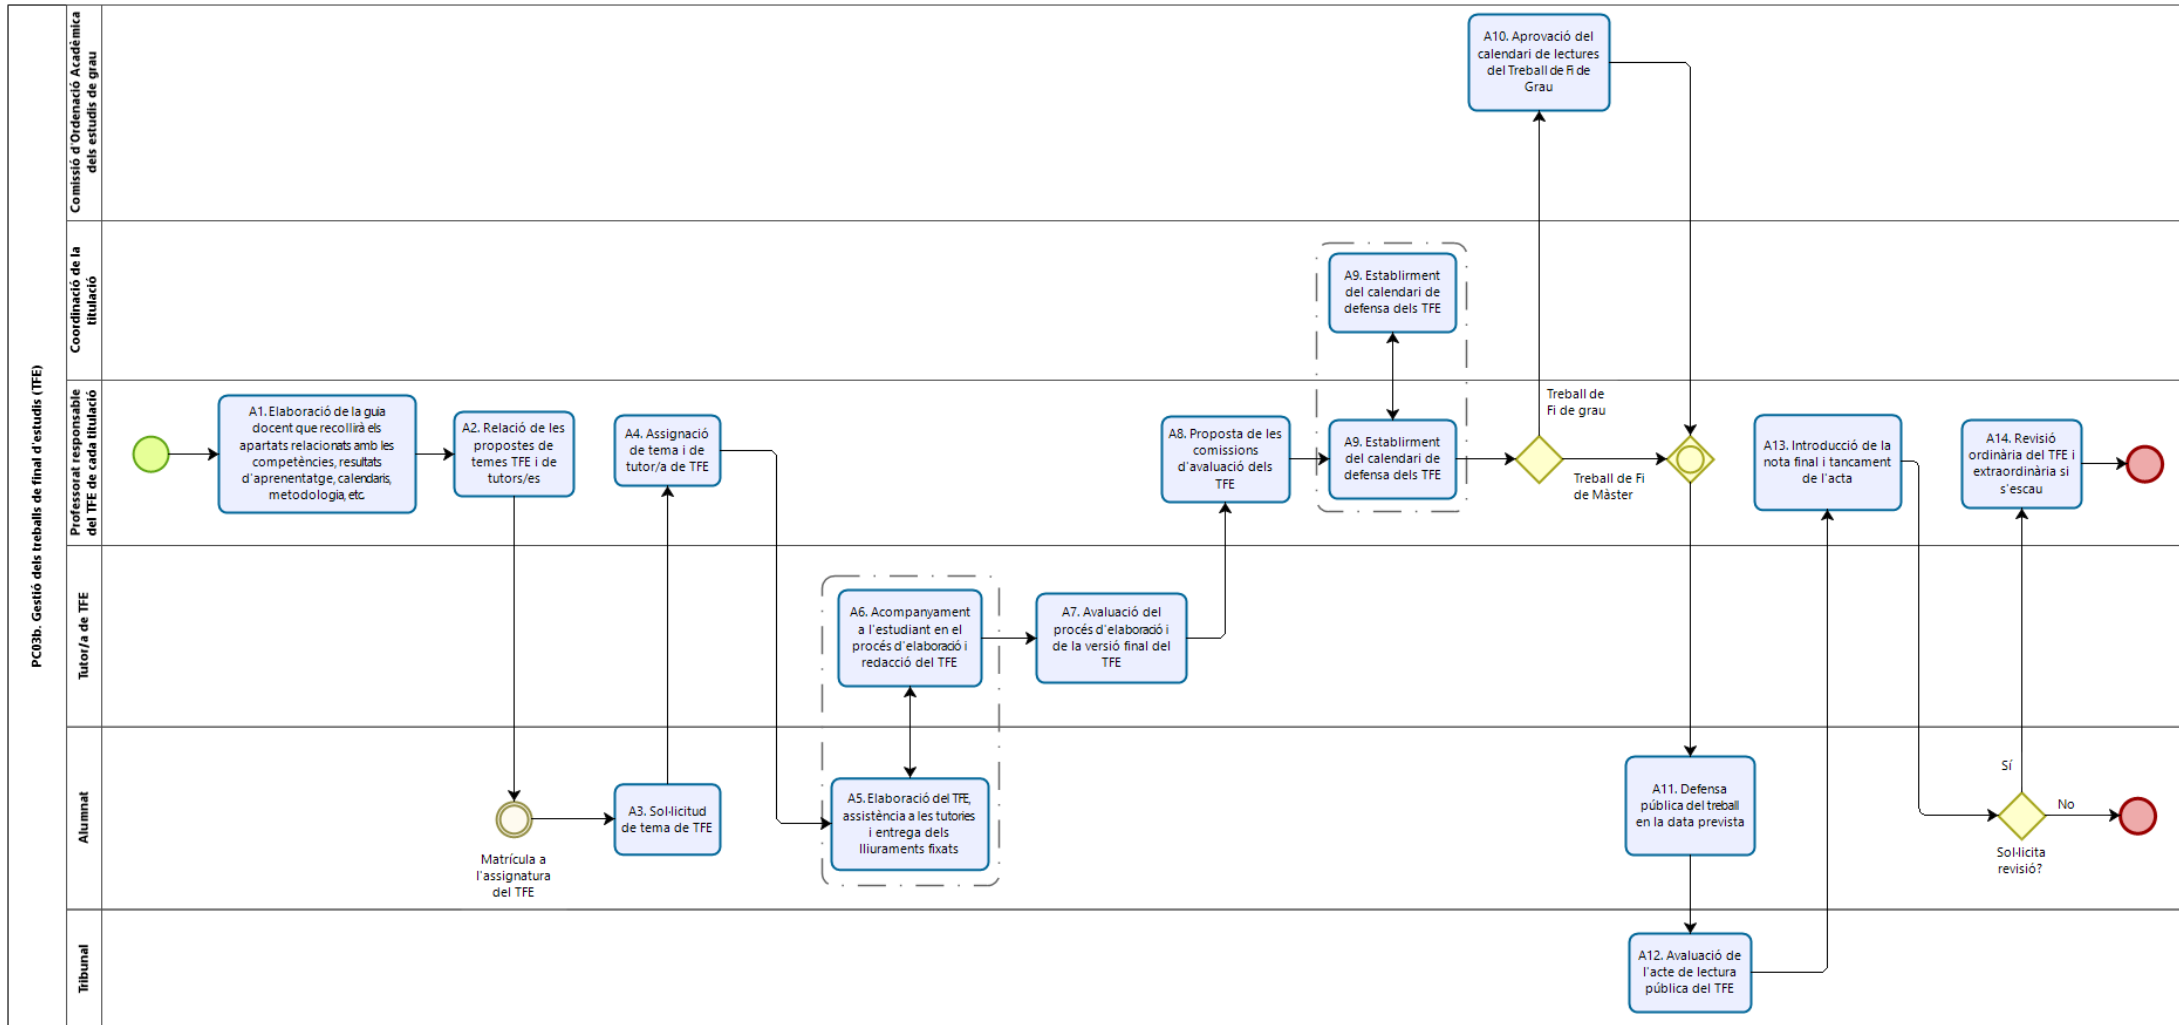 PC03b. Gestió dels treballs de final d'estudis (TFE)
Comissió d'Ordenació Acadèmica
dels estudis de grau
A10. Aprovació del
calendari de lectures
del Treball de Fi de
Grau
Coordinació de la
titulació
A9. Establirment
del calendari de
defensa dels TFE
Professorat responsable
del TFE de cada titulació
A1. Elaboració de la guia
docent que recollirà els
apartats relacionats amb les
competències, resultats
d'aprenentatge, calendaris,
metodologia, etc.
A2. Relació de les
propostes de
temes TFE i de
tutors/es
A4. Assignació
de tema i de
tutor/a de TFE
A8. Proposta de les
comissions
d'avaluació dels
TFE
A9. Establirment
del calendari de
defensa dels TFE
Treball de
Fi de grau
Treball de Fi
de Màster
A13. Introducció de la
nota final i tancament
de l'acta
A14. Revisió
ordinària del TFE i
extraordinària si
s'escau
Tutor/a de TFE
A6. Acompanyament
a l'estudiant en el
procés d'elaboració i
redacció del TFE
A7. Avaluació del
procés d'elaboració i
de la versió final del
TFE
Alumnat
Matrícula a
l'assignatura
del TFE
A3. Sol·licitud
de tema de TFE
A5. Elaboració del TFE,
assistència a les tutories
i entrega dels
lliuraments fixats
A11. Defensa
pública del treball
en la data prevista
Sí
No
Sol·licita
revisió?
Tribunal
A12. Avaluació de
l'acte de lectura
pública del TFE